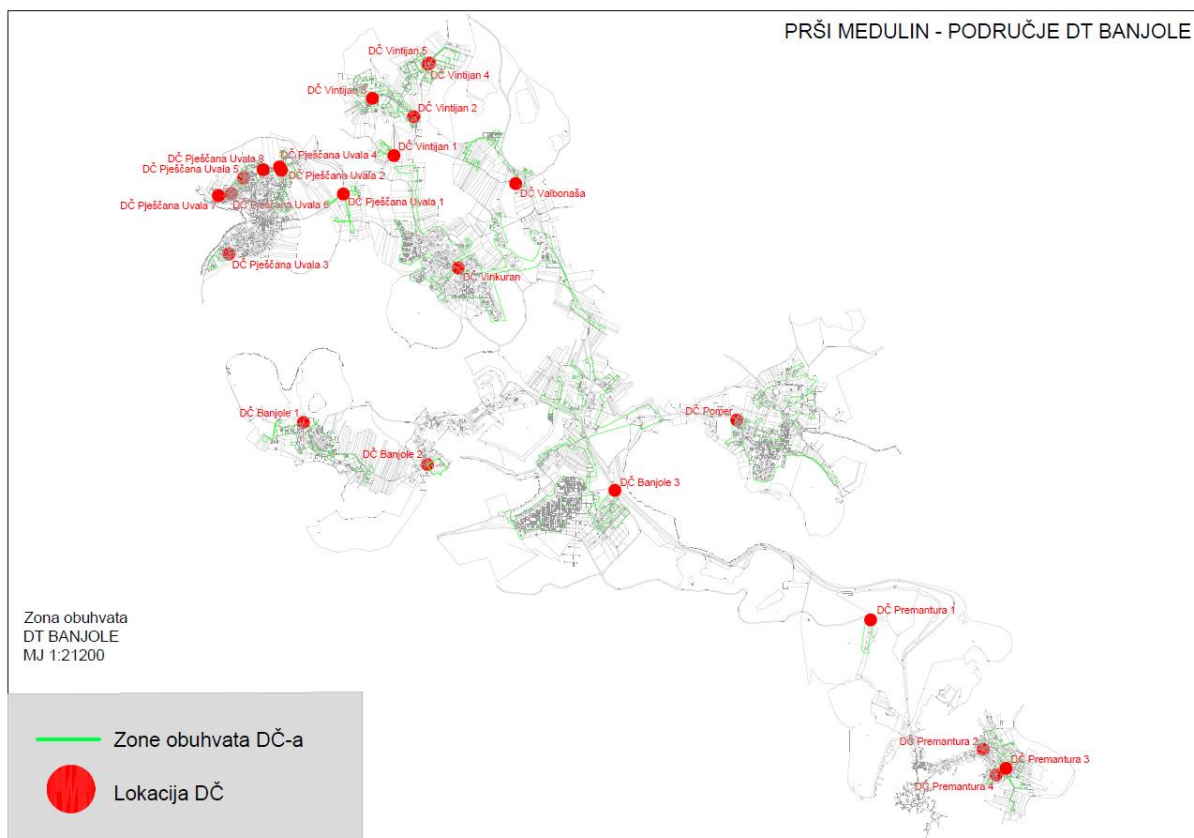 PRŠI MEDULIN - PODRUČJE DT BANJOLE
DČ Vintijan 5
DČ Vintijan 4
DČ Vintijan 3
DČ Vintijan 2
DČ Vintijan 1
DČ Pješčana Uvala 8
DČ Pješčana Uvala 4
DČ Pješčana Uvala 5
DČ Pješčana Uvala 2
DČ Pješčana Uvala 7
DČ Pješčana Uvala 6
DČ Pješčana Uvala 1
DČ Valbonaša
DČ Pješčana Uvala 3
DČ Vinkuran
DČ Banjole 1
DČ Pomer
DČ Banjole 2
DČ Banjole 3
Zona obuhvata
DT BANJOLE
MJ 1:21200
DČ Premantura 1
DČ Premantura 2
DČ Premantura 3
DČ Premantura 4
Zone obuhvata DČ-a
Lokacija DČ